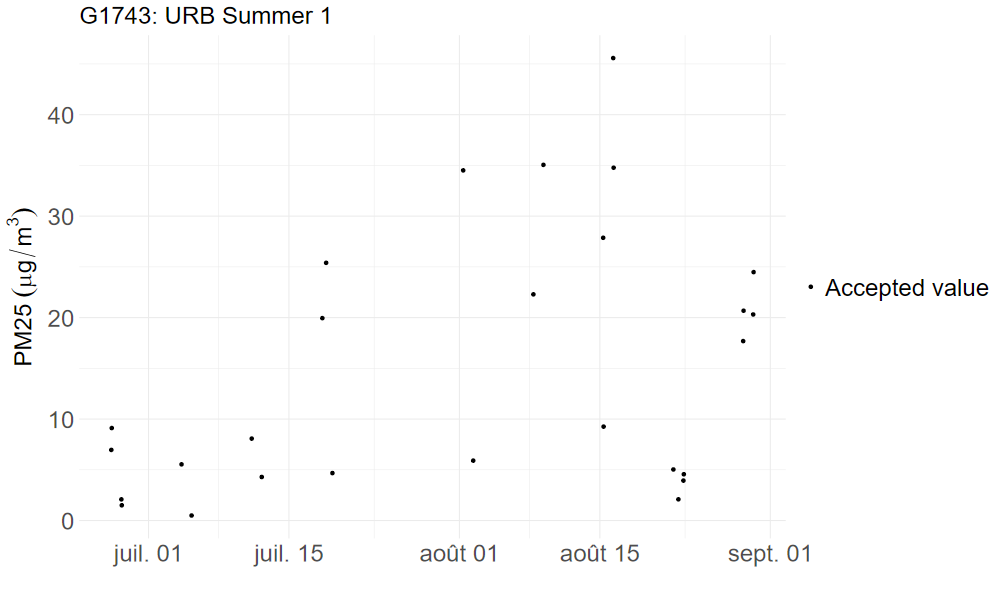 G1743: URB Summer 1
PM25 (μg/m³)
40
30
20
10
0
juil. 01
juil. 15
août 01
août 15
sept. 01
Accepted value